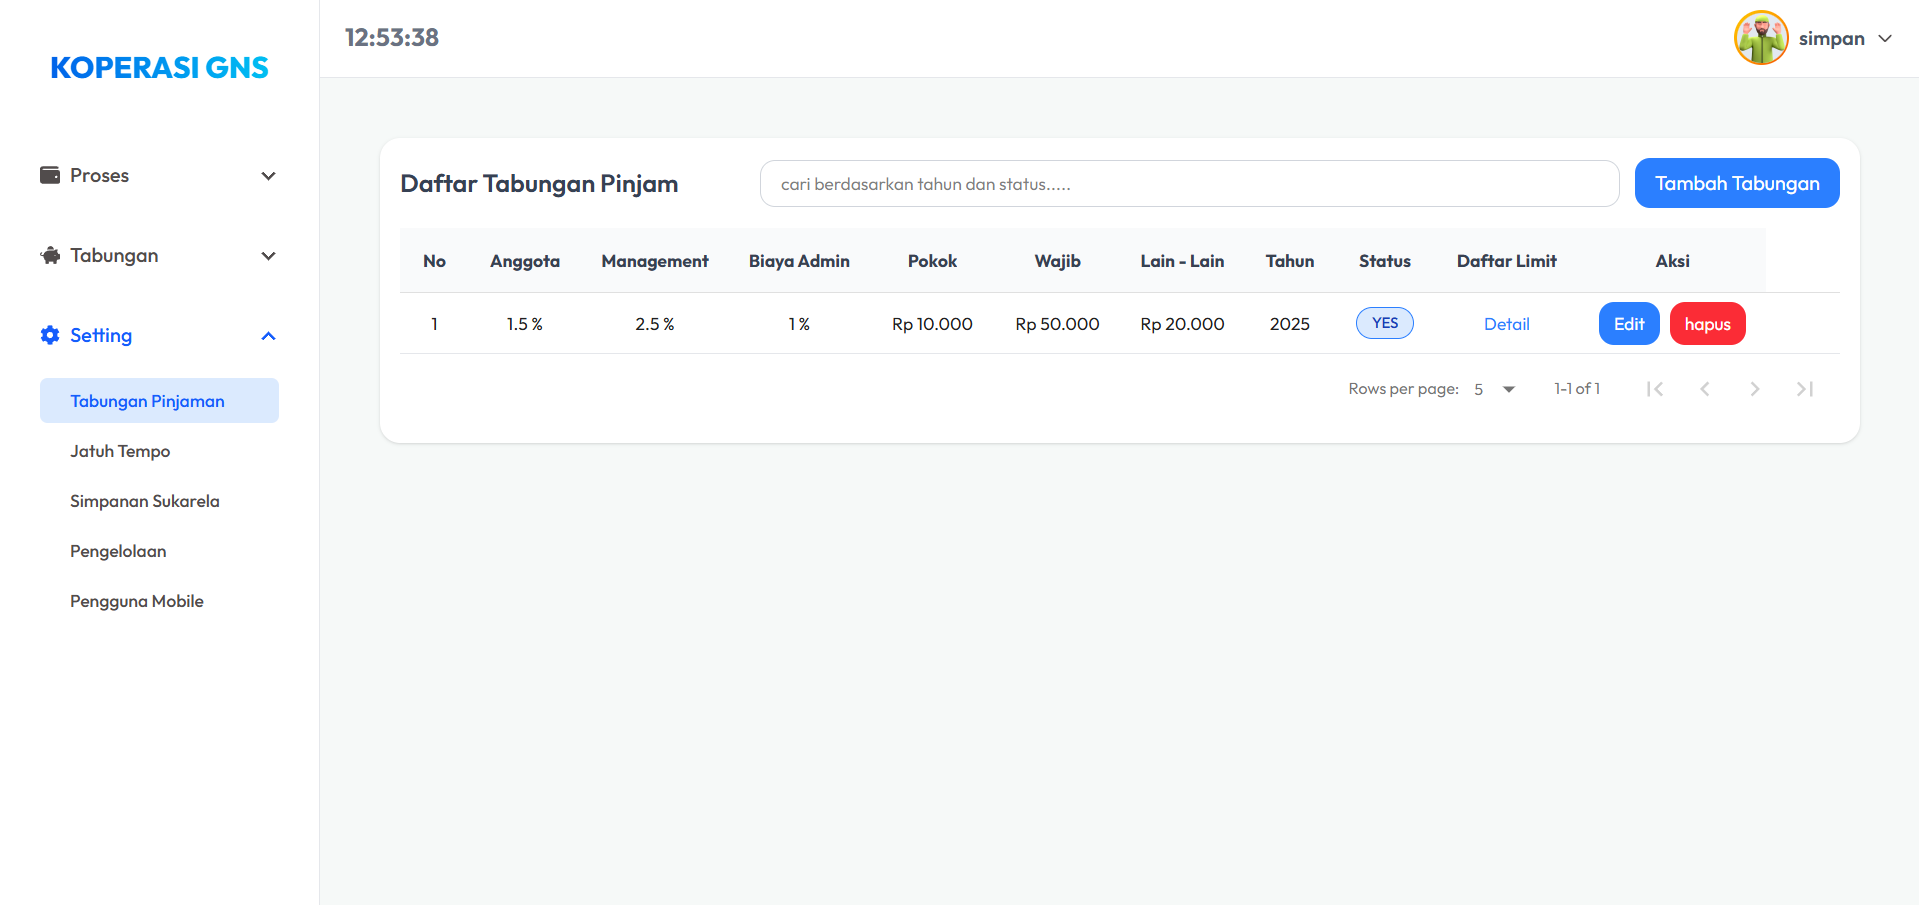 KOPERASI GNS
12:53:38
simpan
Proses
Tabungan
Setting
Tabungan Pinjaman
Jatuh Tempo
Simpanan Sukarela
Pengelolaan
Pengguna Mobile
Daftar Tabungan Pinjam
cari berdasarkan tahun dan status.....
Tambah Tabungan
No Anggota Management Biaya Admin Pokok Wajib Lain - Lain Tahun Status Daftar Limit Aksi
1 1.5 % 2.5 % 1 % Rp 10.000 Rp 50.000 Rp 20.000 2025 YES Detail Edit hapus
Rows per page: 5 1-1 of 1